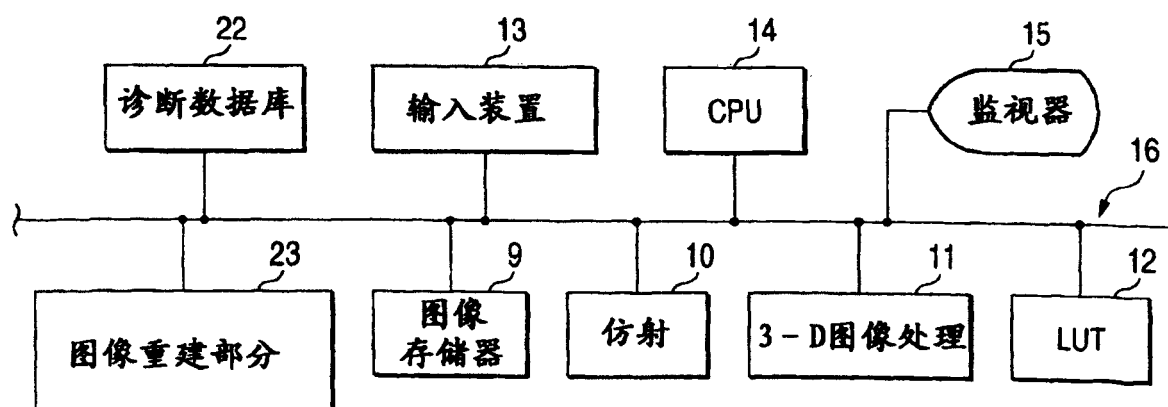 22
13
14
15
诊断数据库
输入装置
CPU
监视器
16
23
9
10
11
12
图像重建部分
图像
存储器
仿射
3-D图像处理
LUT